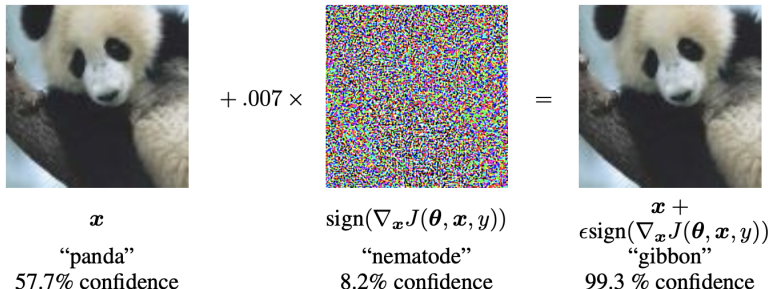 + .007 ×
=
x
sign(∇ₓJ(θ, x, y))
x +
ϵsign(∇ₓJ(θ, x, y))
“panda”
“nematode”
“gibbon”
57.7% confidence
8.2% confidence
99.3 % confidence